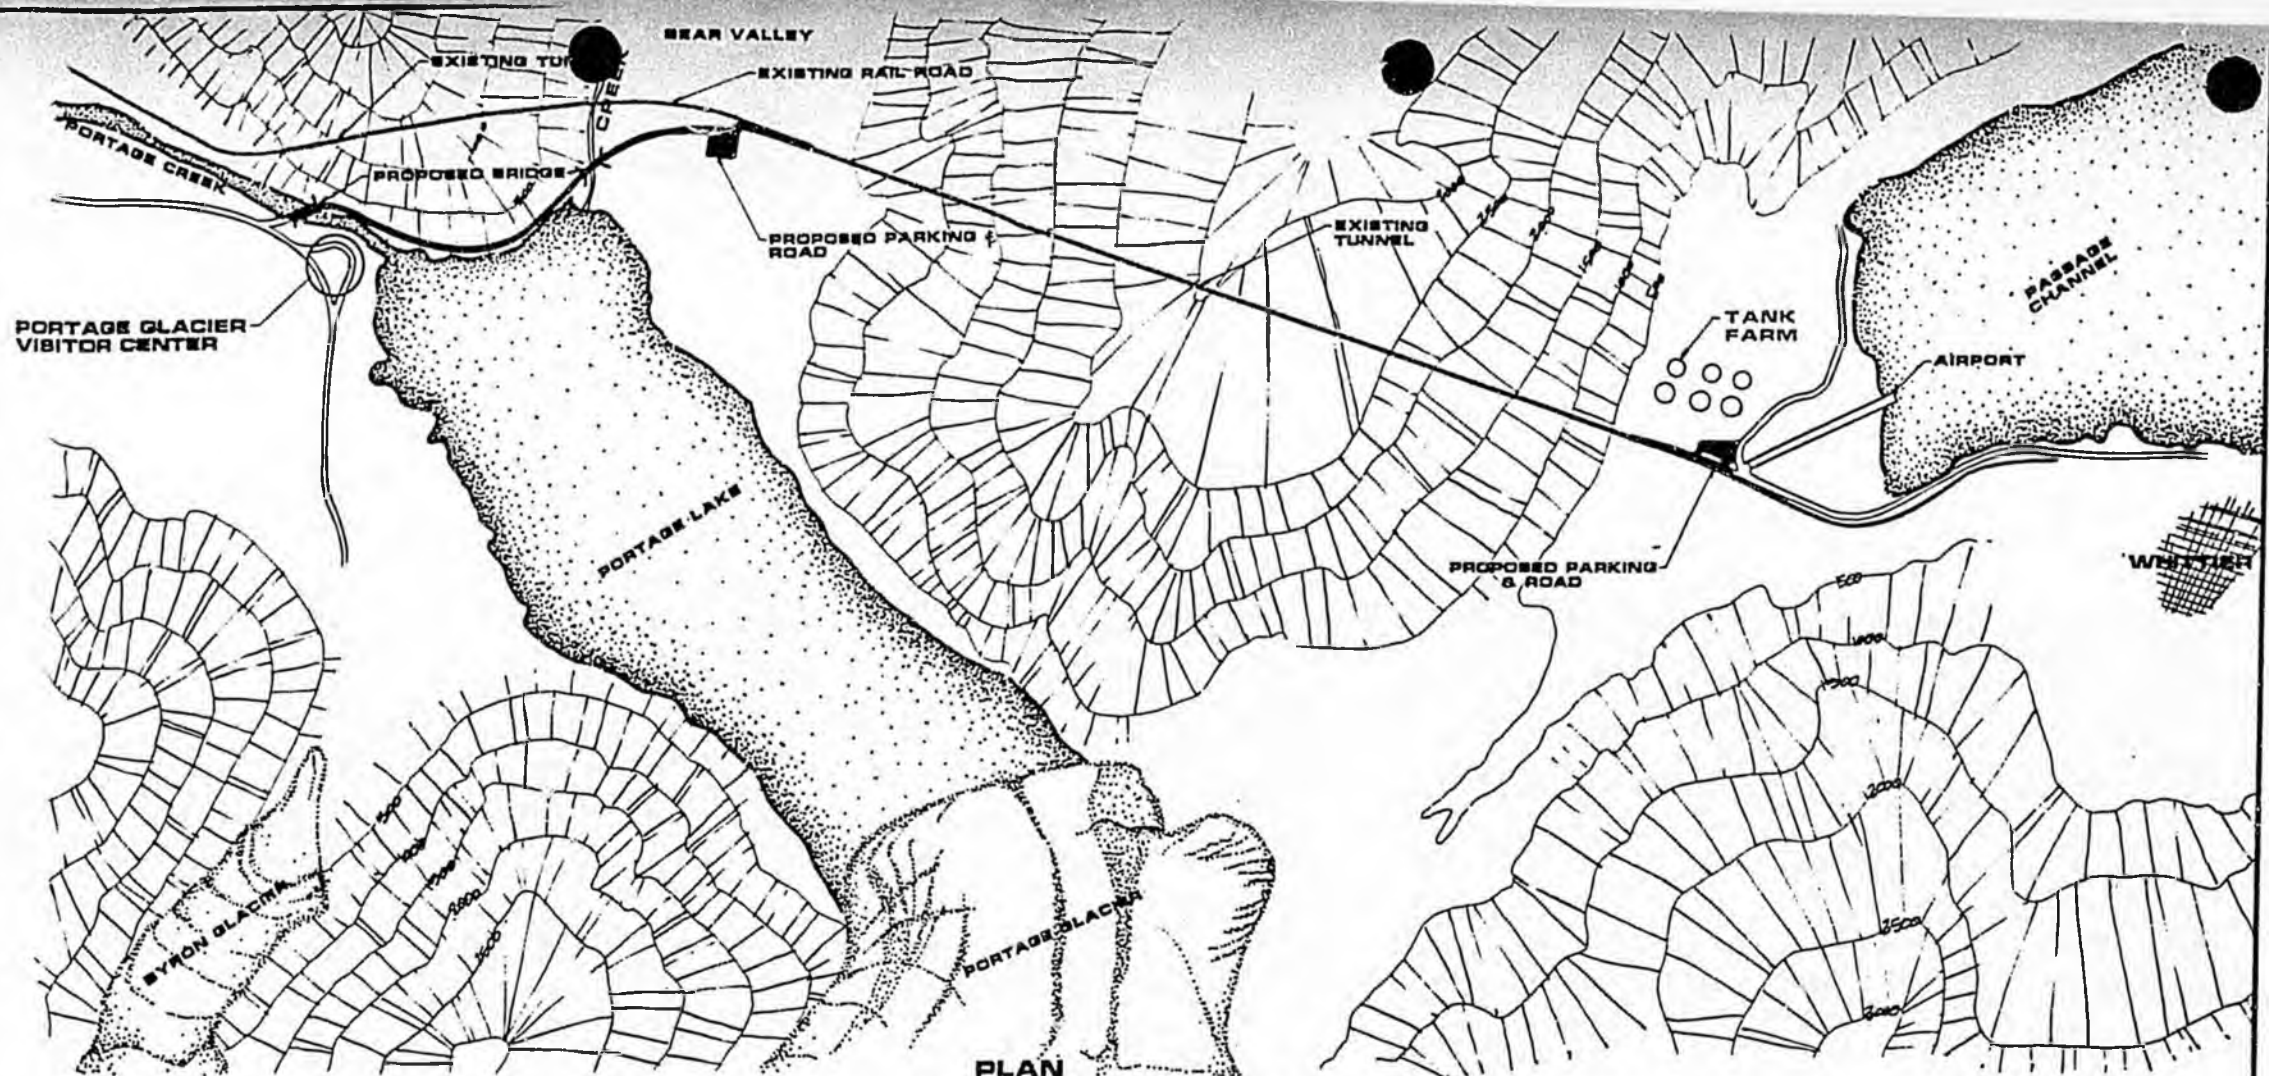 BEAR VALLEY
EXISTING
EXISTING RAIL ROAD
CREEK
PORTAGE CREEK
PROPOSED BRIDGE
PROPOSED PARKING &
ROAD
EXISTING
TUNNEL
PASSAGE
CHANNEL
PORTAGE GLACIER
VISITOR CENTER
TANK
FARM
AIRPORT
2500
1500
PORTAGE LAKE
PROPOSED PARKING
& ROAD
WHITTIER
500
1000
1500
2000
2500
BYRON GLACIER
PORTAGE GLACIER
PLAN